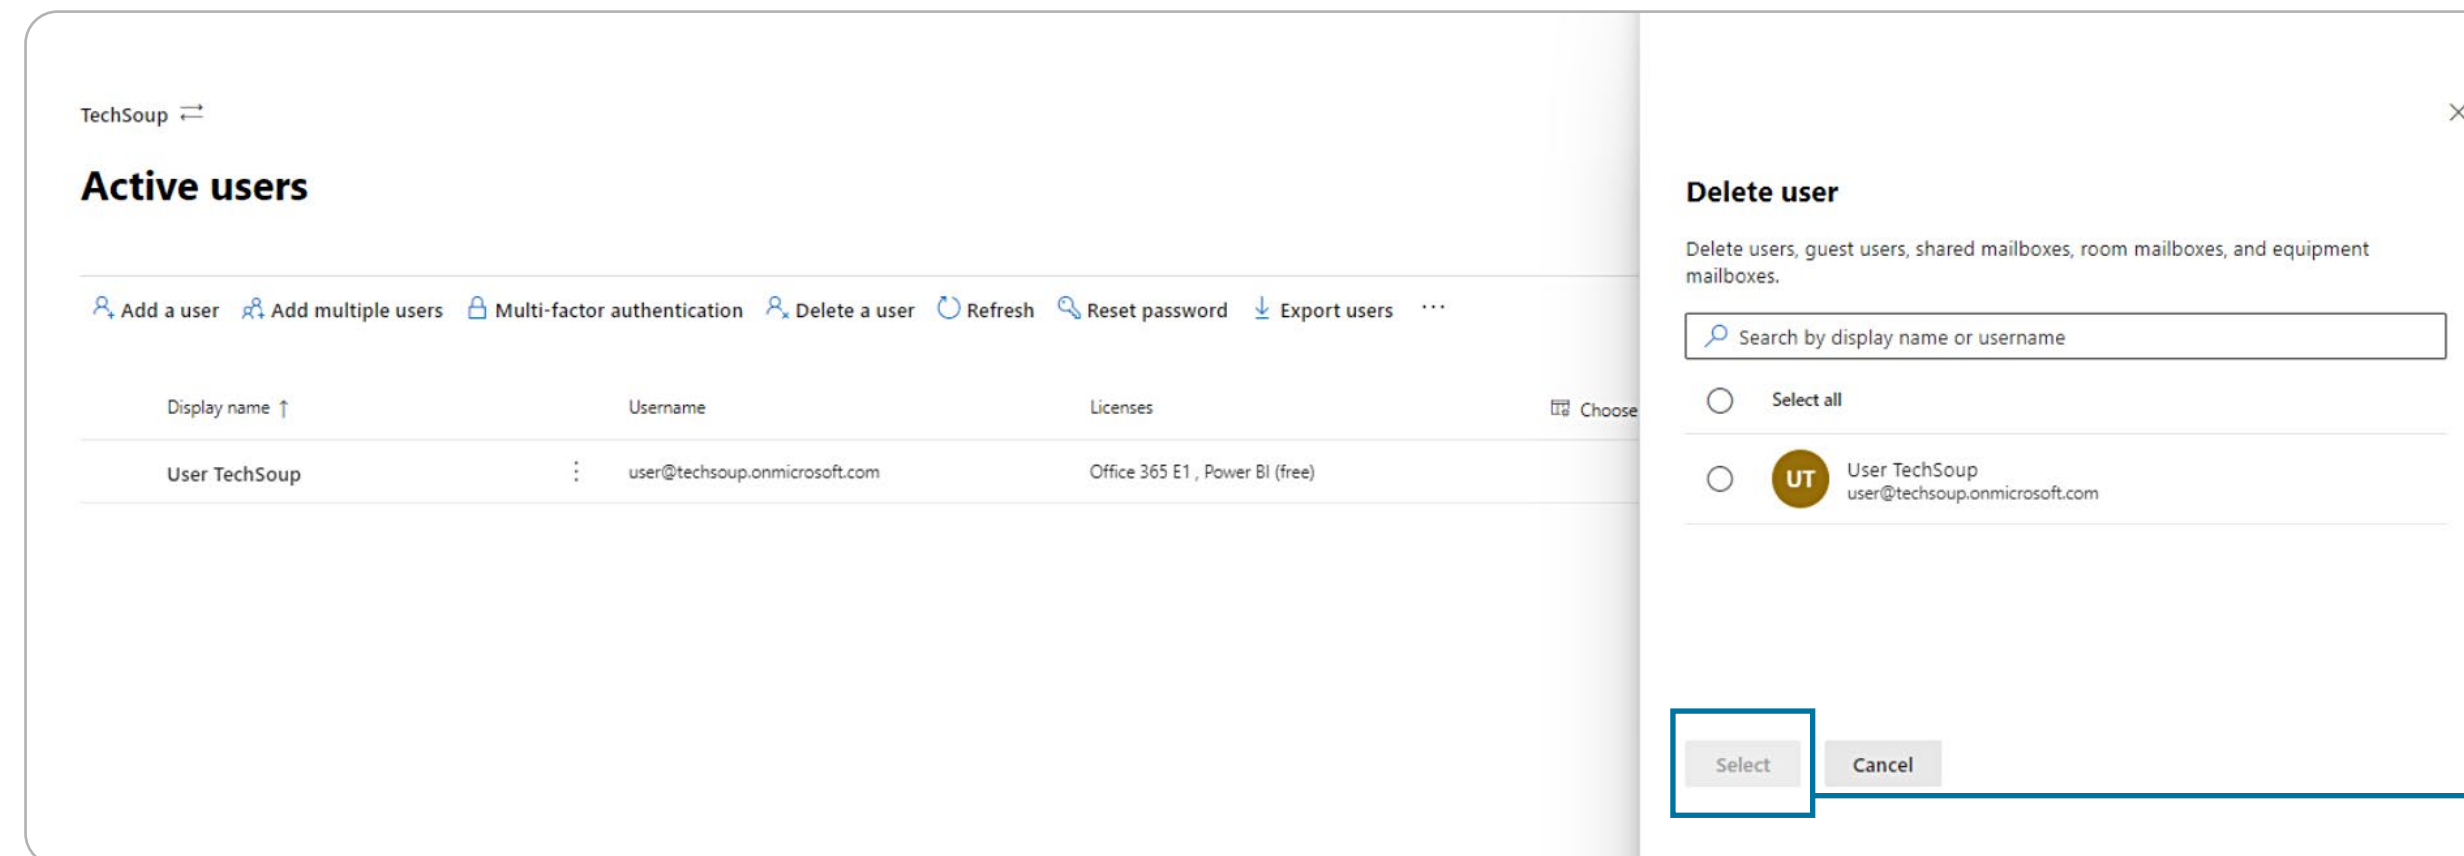 TechSoup
Active users
Add a user Add multiple users Multi-factor authentication Delete a user Refresh Reset password Export users ...
Display name ↑ Username Licenses Choose
User TechSoup user@techsoup.onmicrosoft.com Office 365 E1 , Power BI (free)
Delete user
Delete users, guest users, shared mailboxes, room mailboxes, and equipment
mailboxes.
Search by display name or username
Select all
UT User TechSoup
user@techsoup.onmicrosoft.com
Select Cancel